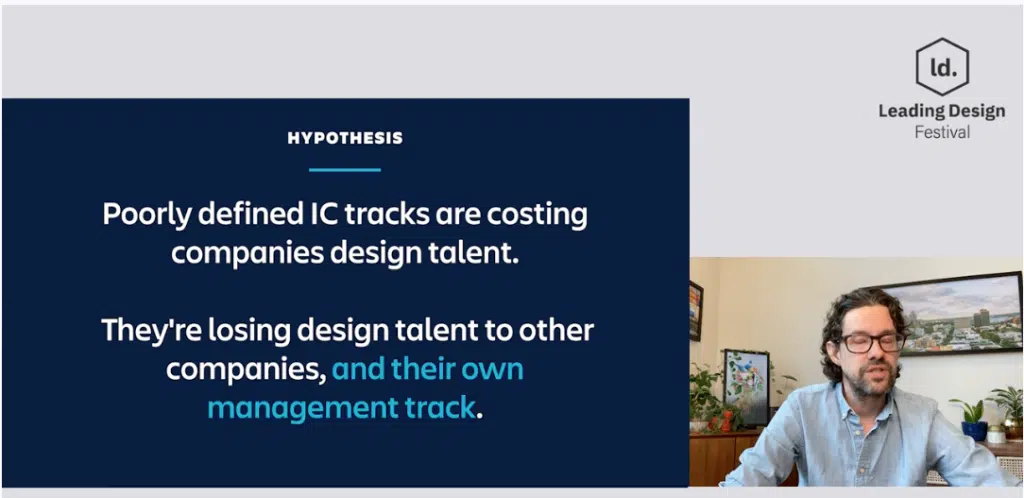 HYPOTHESIS
Poorly defined IC tracks are costing
companies design talent.
They're losing design talent to other
companies, and their own
management track.
ld.
Leading Design
Festival